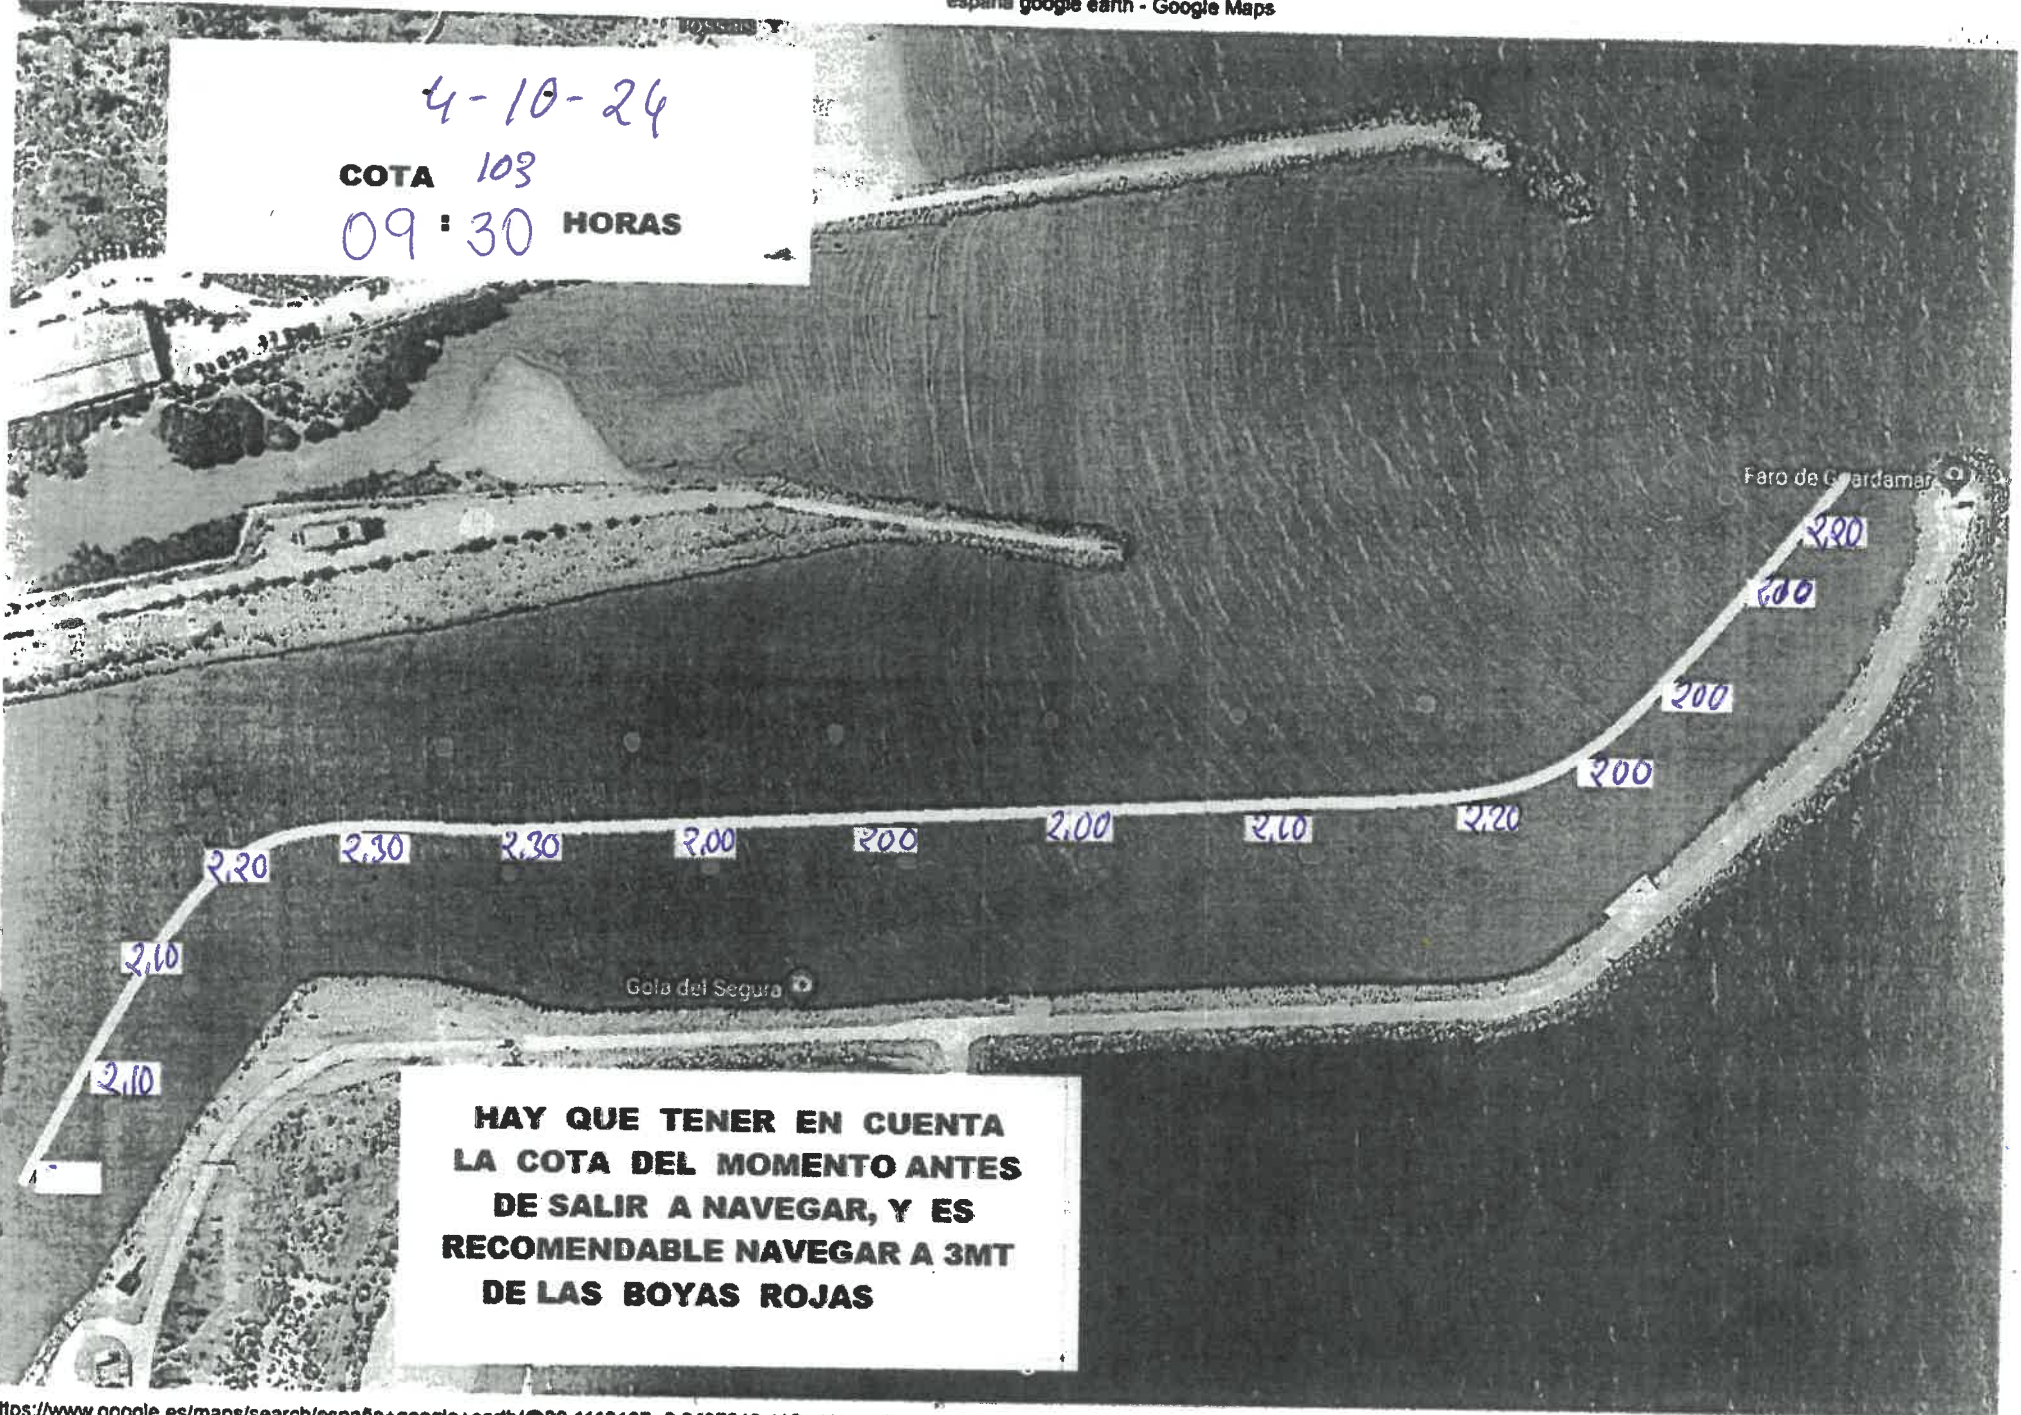 españa google earth - Google Maps
4-10-24
COTA 103
09:30 HORAS
Faro de Guardamar
2,20
200
200
2,20
2,30
2,30
2,00
200
2,00
2,10
2,20
2,10
Gola del Segura
2,10
HAY QUE TENER EN CUENTA
LA COTA DEL MOMENTO ANTES
DE SALIR A NAVEGAR, Y ES
RECOMENDABLE NAVEGAR A 3MT
DE LAS BOYAS ROJAS